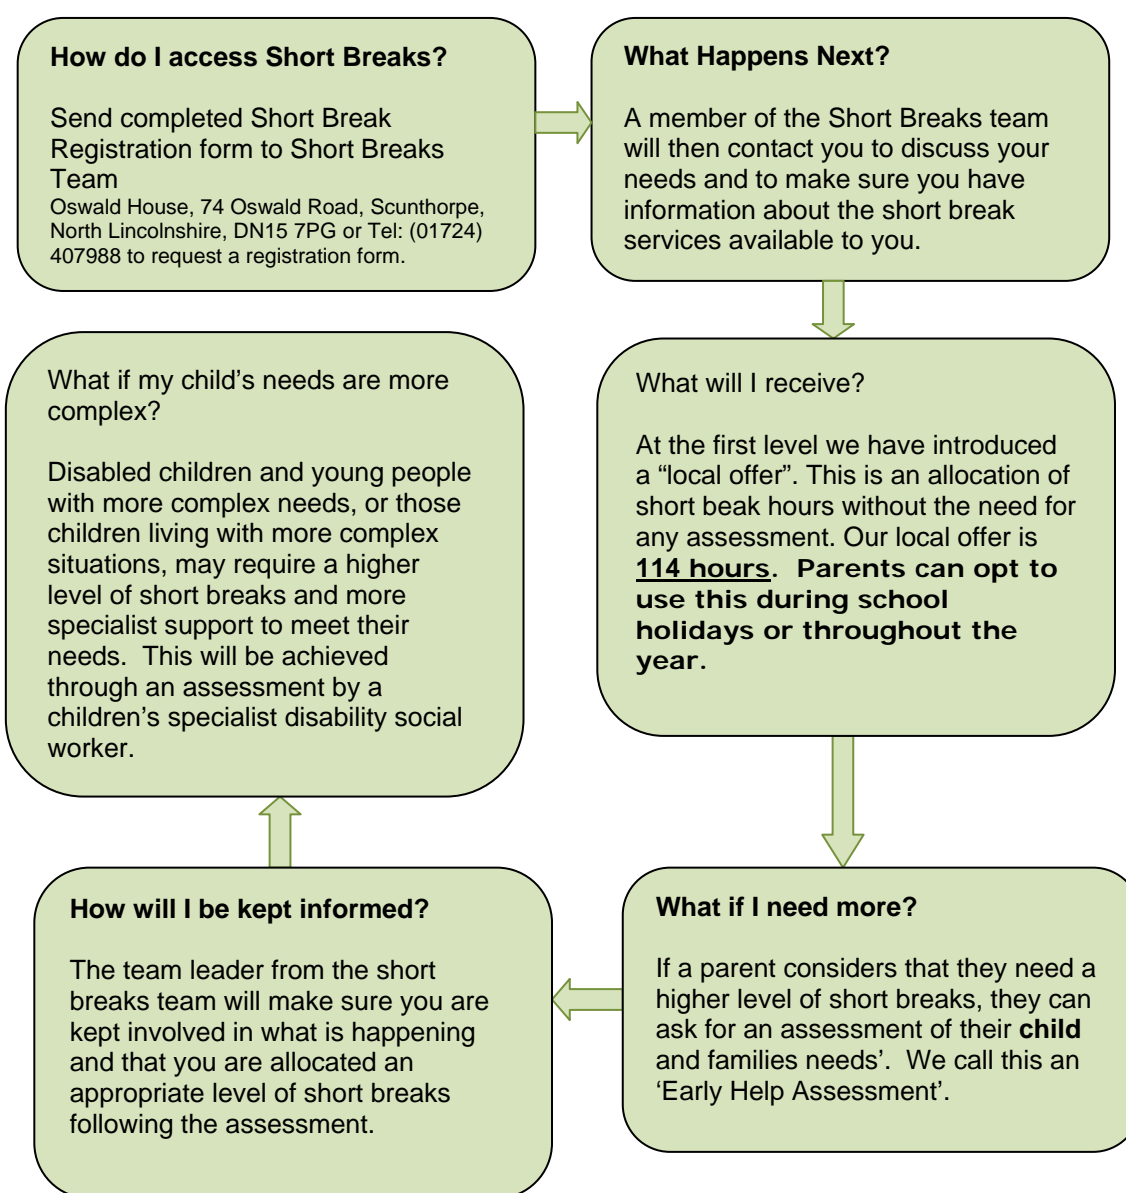 How do I access Short Breaks?
Send completed Short Break
Registration form to Short Breaks
Team
Oswald House, 74 Oswald Road, Scunthorpe,
North Lincolnshire, DN15 7PG or Tel: (01724)
407988 to request a registration form.
What Happens Next?
A member of the Short Breaks team
will then contact you to discuss your
needs and to make sure you have
information about the short break
services available to you.
What will I receive?
At the first level we have introduced
a “local offer”. This is an allocation of
short beak hours without the need for
any assessment. Our local offer is
114 hours. Parents can opt to
use this during school
holidays or throughout the
year.
What if I need more?
If a parent considers that they need a
higher level of short breaks, they can
ask for an assessment of their child
and families needs’. We call this an
‘Early Help Assessment’.
How will I be kept informed?
The team leader from the short
breaks team will make sure you are
kept involved in what is happening
and that you are allocated an
appropriate level of short breaks
following the assessment.
What if my child’s needs are more
complex?
Disabled children and young people
with more complex needs, or those
children living with more complex
situations, may require a higher
level of short breaks and more
specialist support to meet their
needs. This will be achieved
through an assessment by a
children’s specialist disability social
worker.